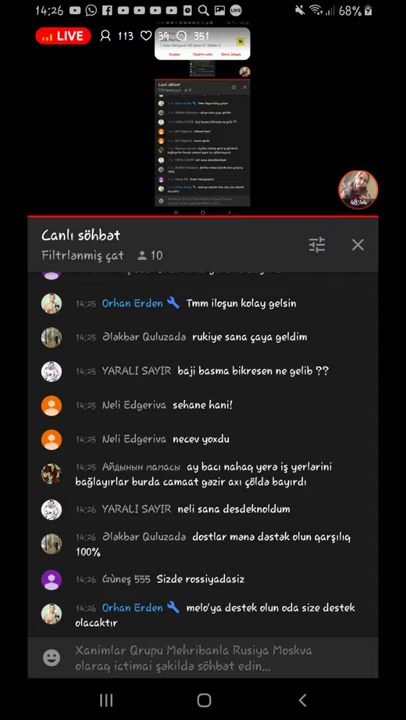 14:26
68%
LIVE 113 39 351
48:44
Canlı söhbət
Filtrlənmiş çat 10
14:25 Orhan Erden Tmm iloşun kolay gelsin
14:25 Ələkbər Quluzadə rukiye sana çaya geldim
14:25 YARALI SAYIR baji basma bikresen ne gelib ??
14:25 Neli Edgeriva sehane hani!
14:25 Neli Edgeriva necev yoxdu
14:25 Айдынын мамасы ay bacı nahaq yerə iş yerlərini
bağlayırlar burda camaat gəzir axı çöldə bayırdı
14:26 YARALI SAYIR neli sana desdeknoldum
14:26 Ələkbər Quluzadə dostlar mənə dəstək olun qarşılıq
100%
14:26 Güneş 555 Sizde rossiyadasiz
14:26 Orhan Erden melo'ya destek olun oda size destek
olacaktır
Xanimlar Qrupu Mehribanla Rusiya Moskva
olaraq ictimai şəkildə söhbət edin...